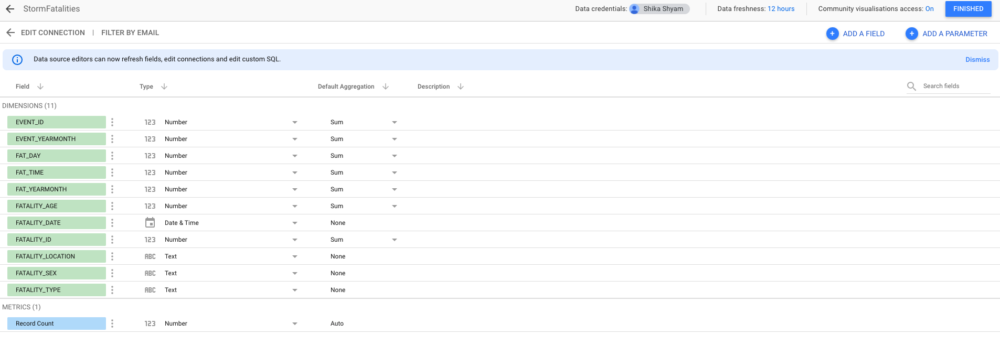 StormFatalities Data credentials: Shika Shyam Data freshness: 12 hours Community visualisations access: On FINISHED
EDIT CONNECTION | FILTER BY EMAIL + ADD A FIELD + ADD A PARAMETER
Data source editors can now refresh fields, edit connections and edit custom SQL. Dismiss
Field Type Default Aggregation Description Search fields
DIMENSIONS (11)
EVENT_ID 123 Number Sum
EVENT_YEARMONTH 123 Number Sum
FAT_DAY 123 Number Sum
FAT_TIME 123 Number Sum
FAT_YEARMONTH 123 Number Sum
FATALITY_AGE 123 Number Sum
FATALITY_DATE Date & Time None
FATALITY_ID 123 Number Sum
FATALITY_LOCATION ABC Text None
FATALITY_SEX ABC Text None
FATALITY_TYPE ABC Text None
METRICS (1)
Record Count 123 Number Auto